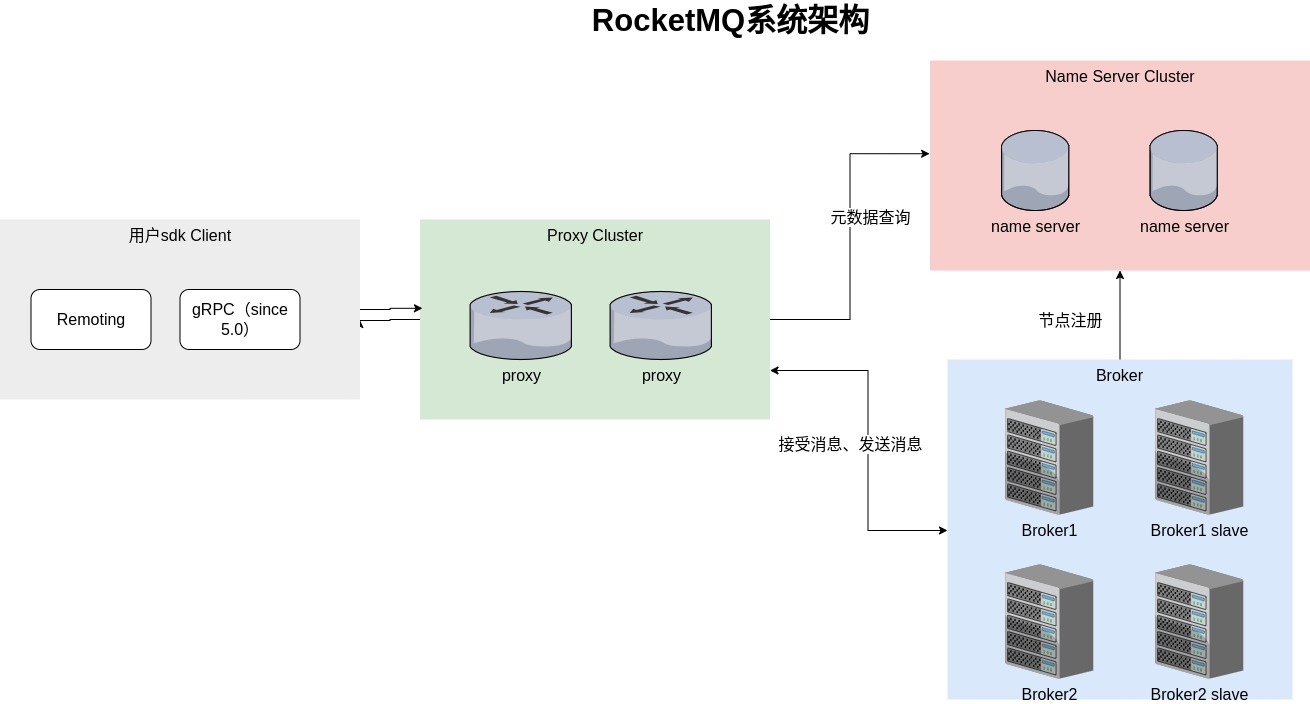 RocketMQ系统架构
Name Server Cluster
name server
name server
元数据查询
用户sdk Client
Remoting
gRPC（since
5.0）
Proxy Cluster
proxy
proxy
节点注册
接受消息、发送消息
Broker
Broker1
Broker1 slave
Broker2
Broker2 slave